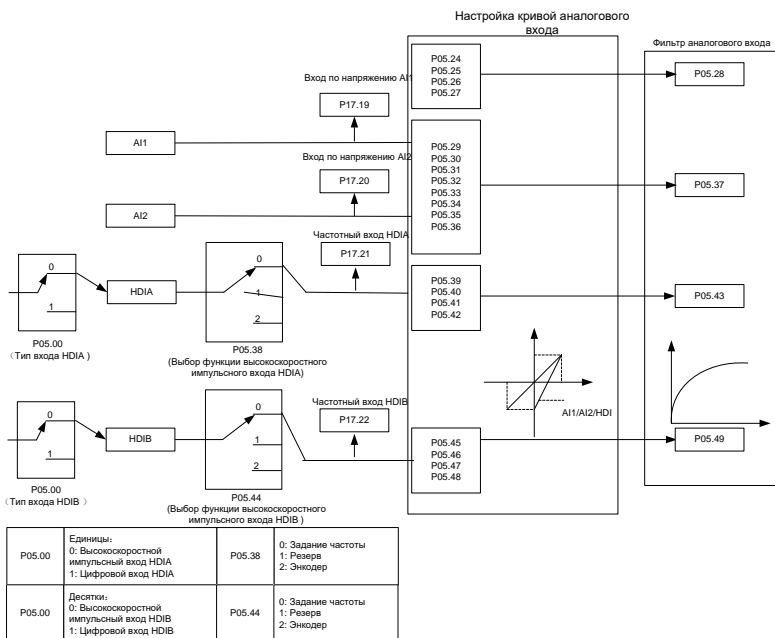 Настройка кривой аналогового
входа
Фильтр аналогового входа
P05.24
P05.25
P05.26
P05.27
P05.28
Вход по напряжению AI1
P17.19
AI1
P05.29
P05.30
P05.31
P05.32
P05.33
P05.34
P05.35
P05.36
P05.37
Вход по напряжению AI2
P17.20
AI2
Частотный вход HDIA
P17.21
0
1
HDIA
0
1
2
P05.39
P05.40
P05.41
P05.42
P05.43
P05.00
(Тип входа HDIA )
P05.38
(Выбор функции высокоскоростного
импульсного входа HDIA)
AI1/AI2/HDI
Частотный вход HDIB
P17.22
0
1
HDIB
0
1
2
P05.45
P05.46
P05.47
P05.48
P05.49
P05.00
(Тип входа HDIB )
P05.44
(Выбор функции высокоскоростного
импульсного входа HDIB )
P05.00
Единицы:
0: Высокоскоростной
импульсный вход HDIA
1: Цифровой вход HDIA
P05.38
0: Задание частоты
1: Резерв
2: Энкодер
P05.00
Десятки:
0: Высокоскоростной
импульсный вход HDIB
1: Цифровой вход HDIB
P05.44
0: Задание частоты
1: Резерв
2: Энкодер